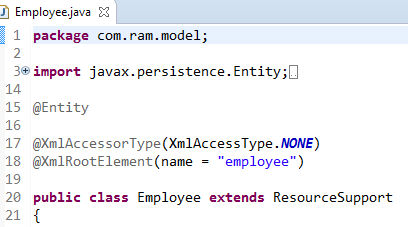 Employee.java
1 package com.ram.model;
2
3 import javax.persistence.Entity;
14
15 @Entity
16
17 @XmlAccessorType(XmlAccessType.NONE)
18 @XmlRootElement(name = "employee")
19
20 public class Employee extends ResourceSupport
21 {